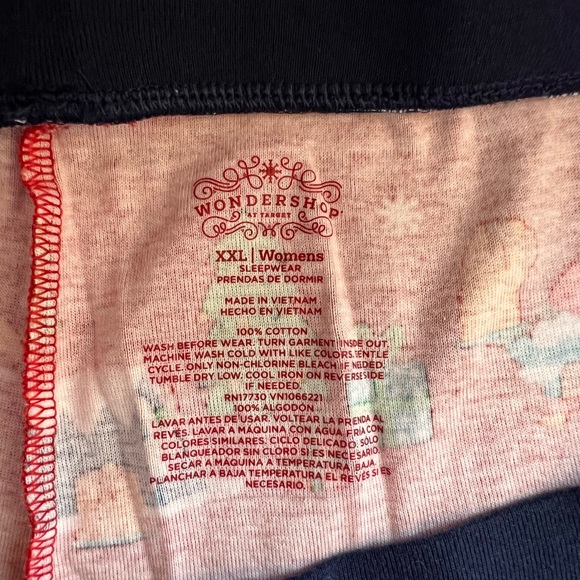 WONDERSHOP
AT TARGET
XXL | Womens
SLEEPWEAR
PRENDAS DE DORMIR
MADE IN VIETNAM
HECHO EN VIETNAM
100% COTTON
WASH BEFORE WEAR. TURN GARMENT INSIDE OUT.
MACHINE WASH COLD WITH LIKE COLORS. GENTLE
CYCLE. ONLY NON-CHLORINE BLEACH IF NEEDED.
TUMBLE DRY LOW. COOL IRON ON REVERSE SIDE
IF NEEDED.
RN17730 VN1066221
100% ALGODÓN
LAVAR ANTES DE USAR. VOLTEAR LA PRENDA AL
REVÉS. LAVAR A MÁQUINA CON AGUA FRÍA CON
COLORES SIMILARES. CICLO DELICADO. SÓLO
BLANQUEADOR SIN CLORO SI ES NECESARIO.
SECAR A MÁQUINA A TEMPERATURA BAJA.
PLANCHAR A BAJA TEMPERATURA EL REVÉS SI ES
NECESARIO.